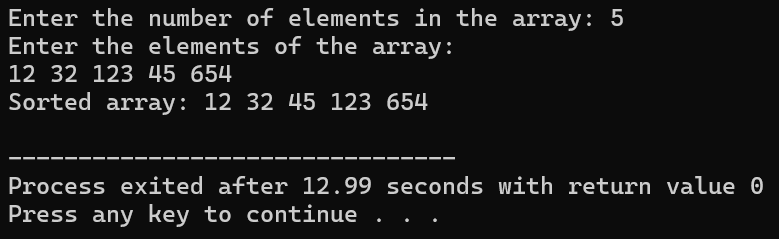 Enter the number of elements in the array: 5
Enter the elements of the array:
12 32 123 45 654
Sorted array: 12 32 45 123 654
--------------------------------
Process exited after 12.99 seconds with return value 0
Press any key to continue . . .